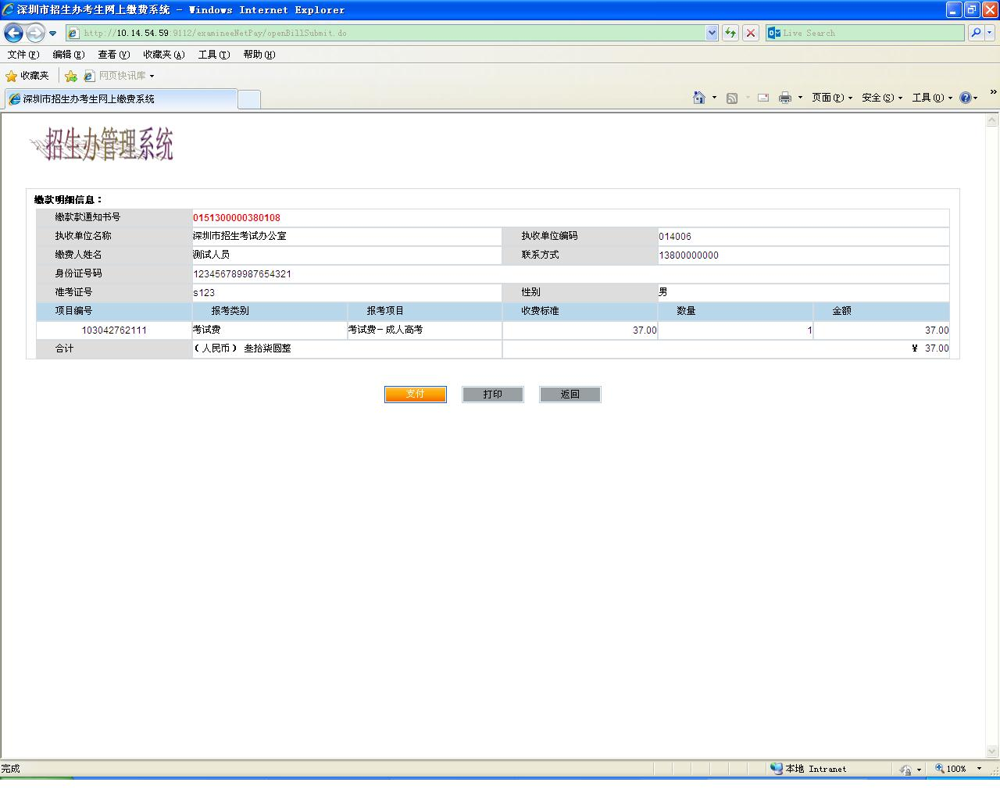 深圳市招生办考生网上缴费系统 - Windows Internet Explorer
http://10.14.54.59:9112/examineeNetPay/openBillSubmit.do
Live Search
文件(F) 编辑(E) 查看(V) 收藏夹(A) 工具(T) 帮助(H)
收藏夹 网页快讯库
深圳市招生办考生网上缴费系统
页面(P) 安全(S) 工具(O) »
招生办管理系统
缴款明细信息：
缴款款通知书号 0151300000380108
执收单位名称 深圳市招生考试办公室 执收单位编码 014006
缴费人姓名 测试人员 联系方式 13800000000
身份证号码 123456789987654321
准考证号 s123 性别 男
项目编号 报考类别 报考项目 收费标准 数量 金额
103042762111 考试费 考试费－成人高考 37.00 1 37.00
合计 （人民币） 叁拾柒圆整 ¥ 37.00
支付 打印 返回
完成 本地 Intranet 100%